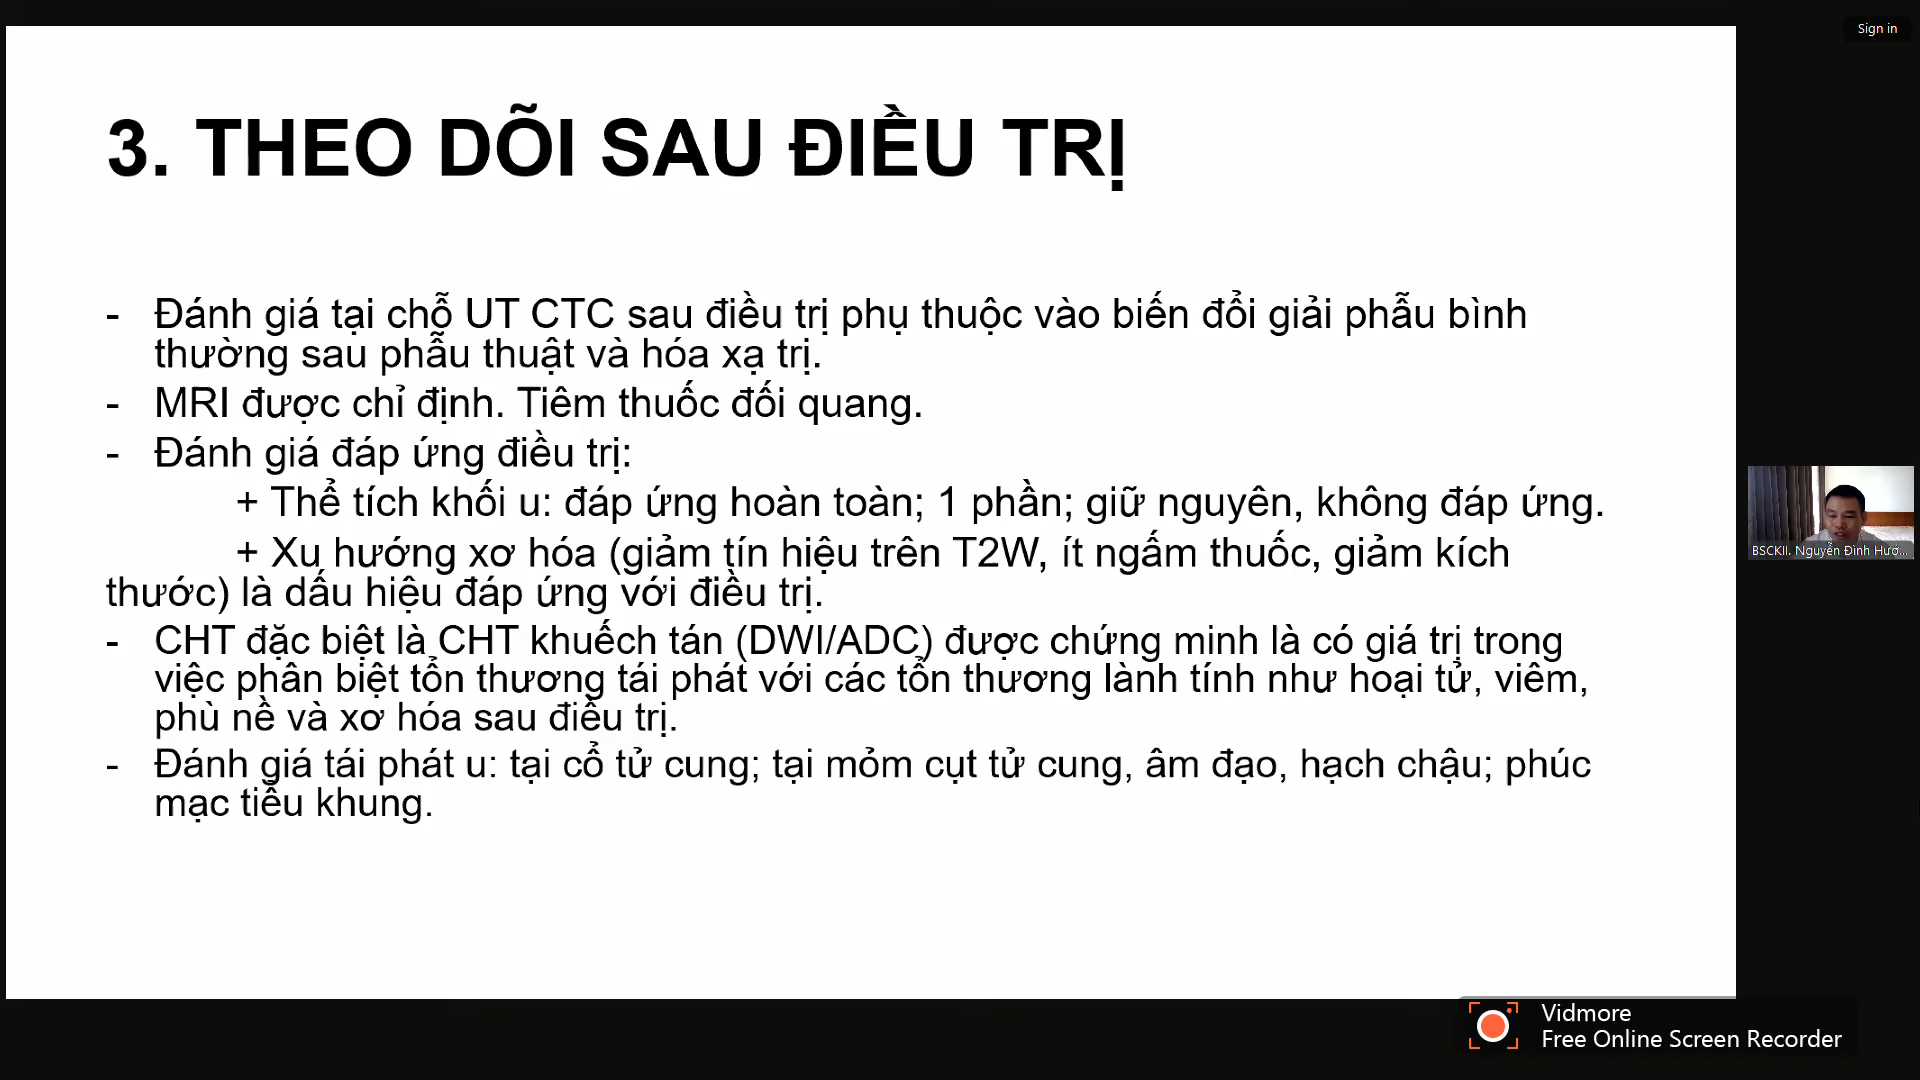 Sign in
3. THEO DÕI SAU ĐIỀU TRỊ
- Đánh giá tại chỗ UT CTC sau điều trị phụ thuộc vào biến đổi giải phẫu bình
thường sau phẫu thuật và hóa xạ trị.
- MRI được chỉ định. Tiêm thuốc đối quang.
- Đánh giá đáp ứng điều trị:
+ Thể tích khối u: đáp ứng hoàn toàn; 1 phần; giữ nguyên, không đáp ứng.
+ Xu hướng xơ hóa (giảm tín hiệu trên T2W, ít ngấm thuốc, giảm kích
thước) là dấu hiệu đáp ứng với điều trị.
- CHT đặc biệt là CHT khuếch tán (DWI/ADC) được chứng minh là có giá trị trong
việc phân biệt tổn thương tái phát với các tổn thương lành tính như hoại tử, viêm,
phù nề và xơ hóa sau điều trị.
- Đánh giá tái phát u: tại cổ tử cung; tại mỏm cụt tử cung, âm đạo, hạch chậu; phúc
mạc tiểu khung.
BSCKII. Nguyễn Đình Hướ...
Vidmore
Free Online Screen Recorder